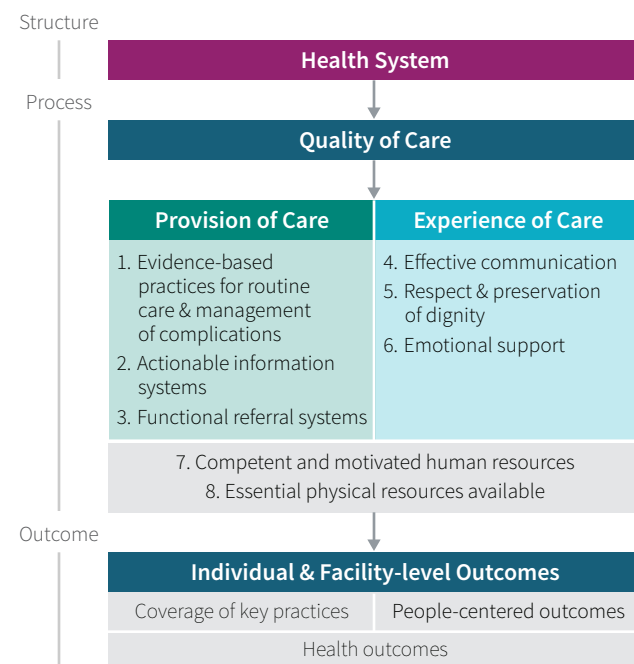 Structure
Health System
Process
Quality of Care
Provision of Care
1. Evidence-based
practices for routine
care & management
of complications
2. Actionable information
systems
3. Functional referral systems
Experience of Care
4. Effective communication
5. Respect & preservation
of dignity
6. Emotional support
7. Competent and motivated human resources
8. Essential physical resources available
Outcome
Individual & Facility-level Outcomes
Coverage of key practices
People-centered outcomes
Health outcomes